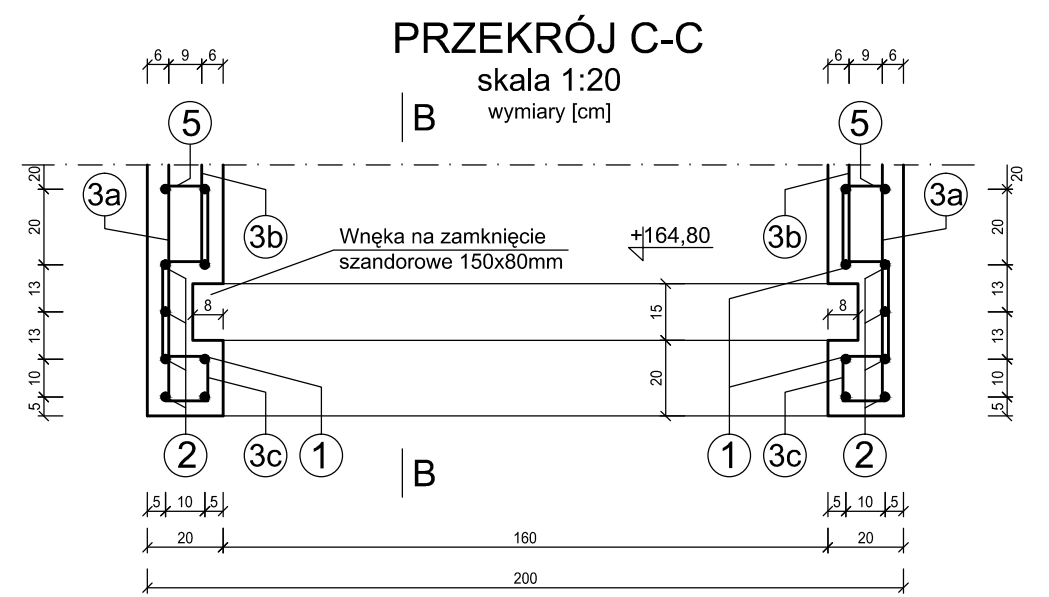 PRZEKRÓJ C-C
skala 1:20
wymiary [cm]
6 9 6
6 9 6
B
5
5
20
3a
3b
3b
3a
20
20
20
Wnęka na zamknięcie
szandorowe 150x80mm
+164,80
13
8
15
8
13
13
13
10
20
10
5
5
2
3c
1
1
3c
2
B
5 10 5
5 10 5
20
160
20
200